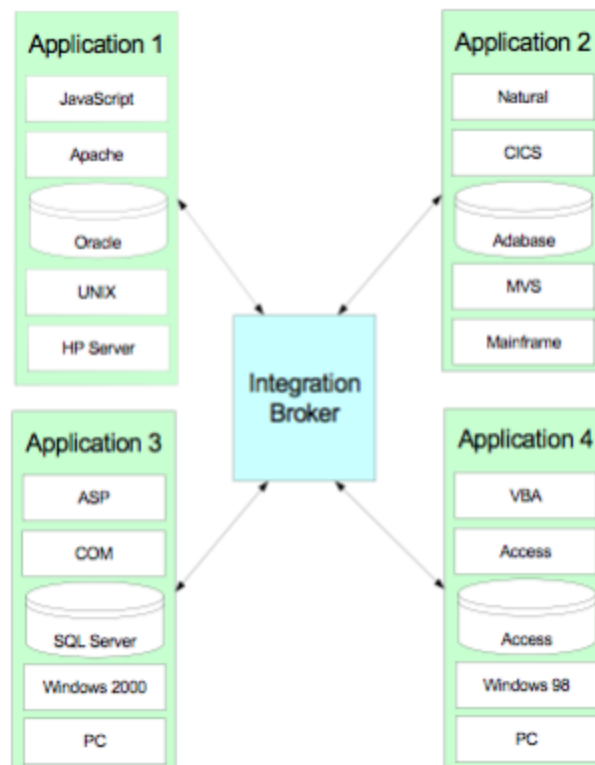 Application 1
JavaScript
Apache
Oracle
UNIX
HP Server
Application 2
Natural
CICS
Adabase
MVS
Mainframe
Integration
Broker
Application 3
ASP
COM
SQL Server
Windows 2000
PC
Application 4
VBA
Access
Access
Windows 98
PC